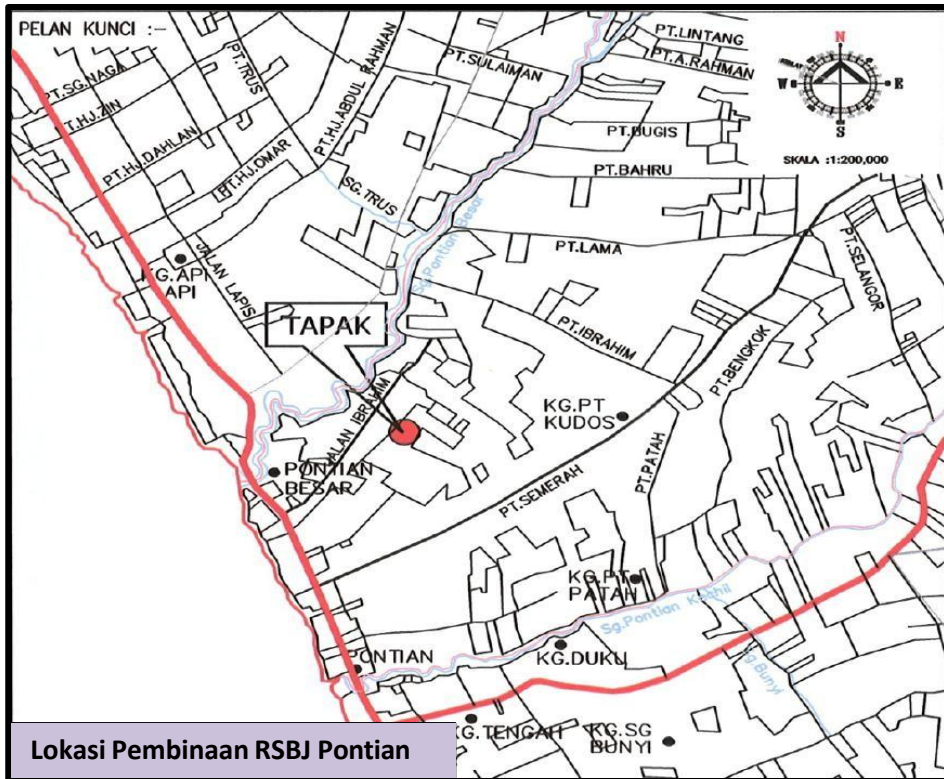 PELAN KUNCI :-
PT.SG.NAGA
PT.HJ.ZIN
PT.HJ.DAHLAN
PT.HJ.OMAR
PT.TRUS
PT.HJ.ABDUL RAHMAN
PT.SULAIMAN
SG.TRUS
PT.LINTANG
PT.A.RAHMAN
PT.BUGIS
PT.BAHRU
N
W
E
S
SKALA :1:200,000
Sg.Pontian Besar
PT.LAMA
PT.SELANGOR
KG.API
API
JALAN LAPIS
TAPAK
PT.IBRAHIM
PT.BENGKOK
JALAN IBRAHIM
KG.PT
KUDOS
PONTIAN
BESAR
PT.SEMERAH
PT.PATAH
KG.PT
PATAH
Sg.Pontian Kechil
Sg.Bunyi
PONTIAN
KG.DUKU
KG.TENGAH
KG.SG
BUNYI
Lokasi Pembinaan RSBJ Pontian